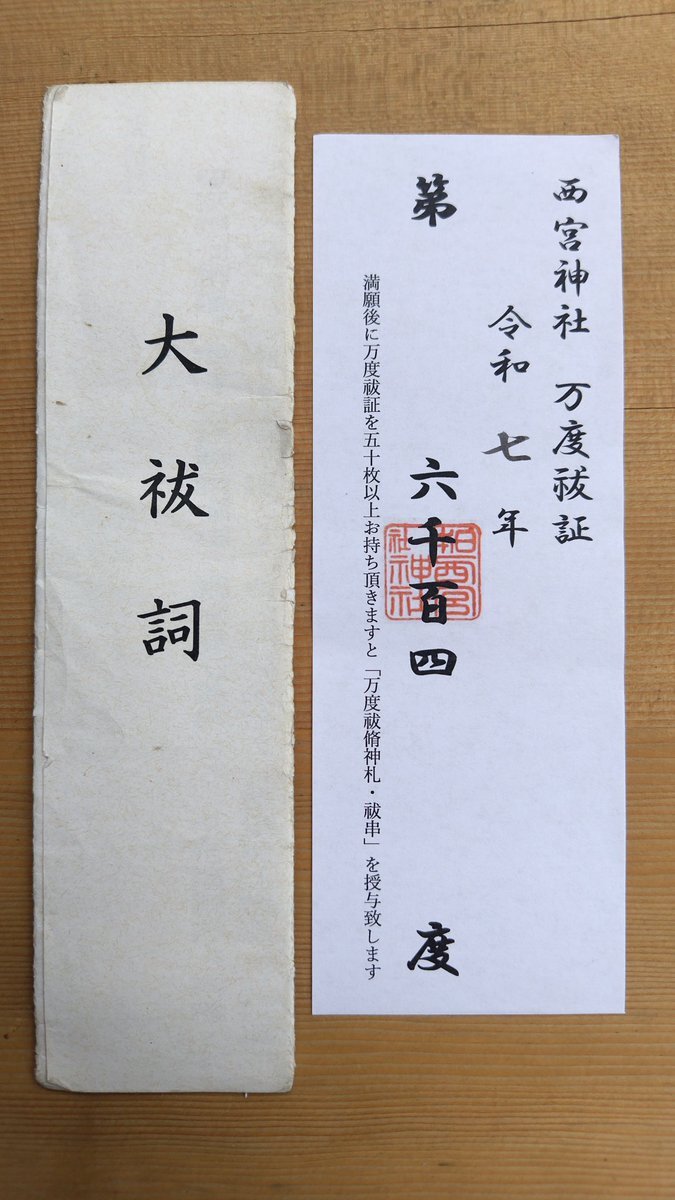 大祓詞
西宮神社 万度祓証
令和 七 年
第 六千百四 度
満願後に万度祓証を五十枚以上お持ち頂きますと「万度祓脩神札・祓串」を授与致します